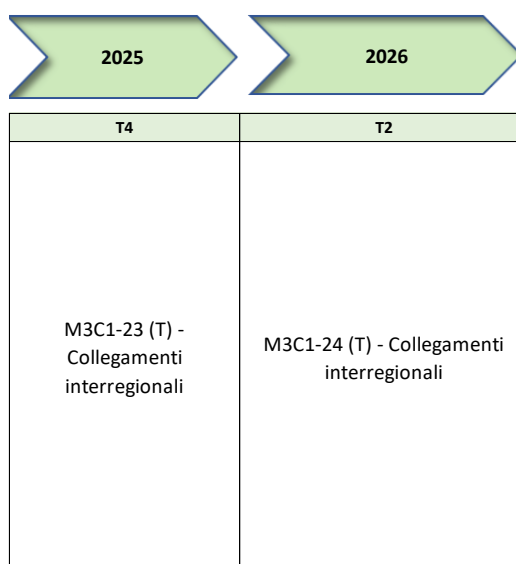 2025
2026
T4
T2
M3C1-23 (T) -
Collegamenti
interregionali
M3C1-24 (T) - Collegamenti
interregionali